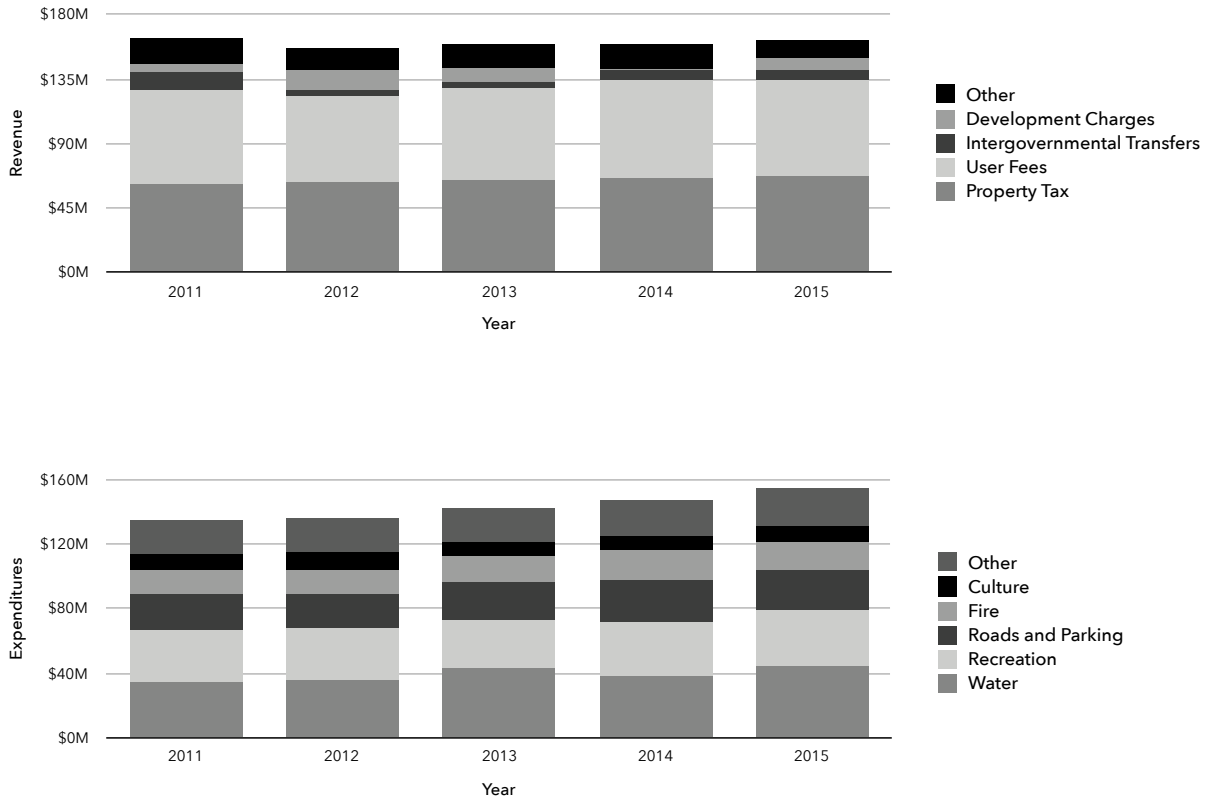 $180M
$135M
$90M
$45M
$0M
Revenue
2011 2012 2013 2014 2015
Year
Other
Development Charges
Intergovernmental Transfers
User Fees
Property Tax
$160M
$120M
$80M
$40M
$0M
Expenditures
2011 2012 2013 2014 2015
Year
Other
Culture
Fire
Roads and Parking
Recreation
Water